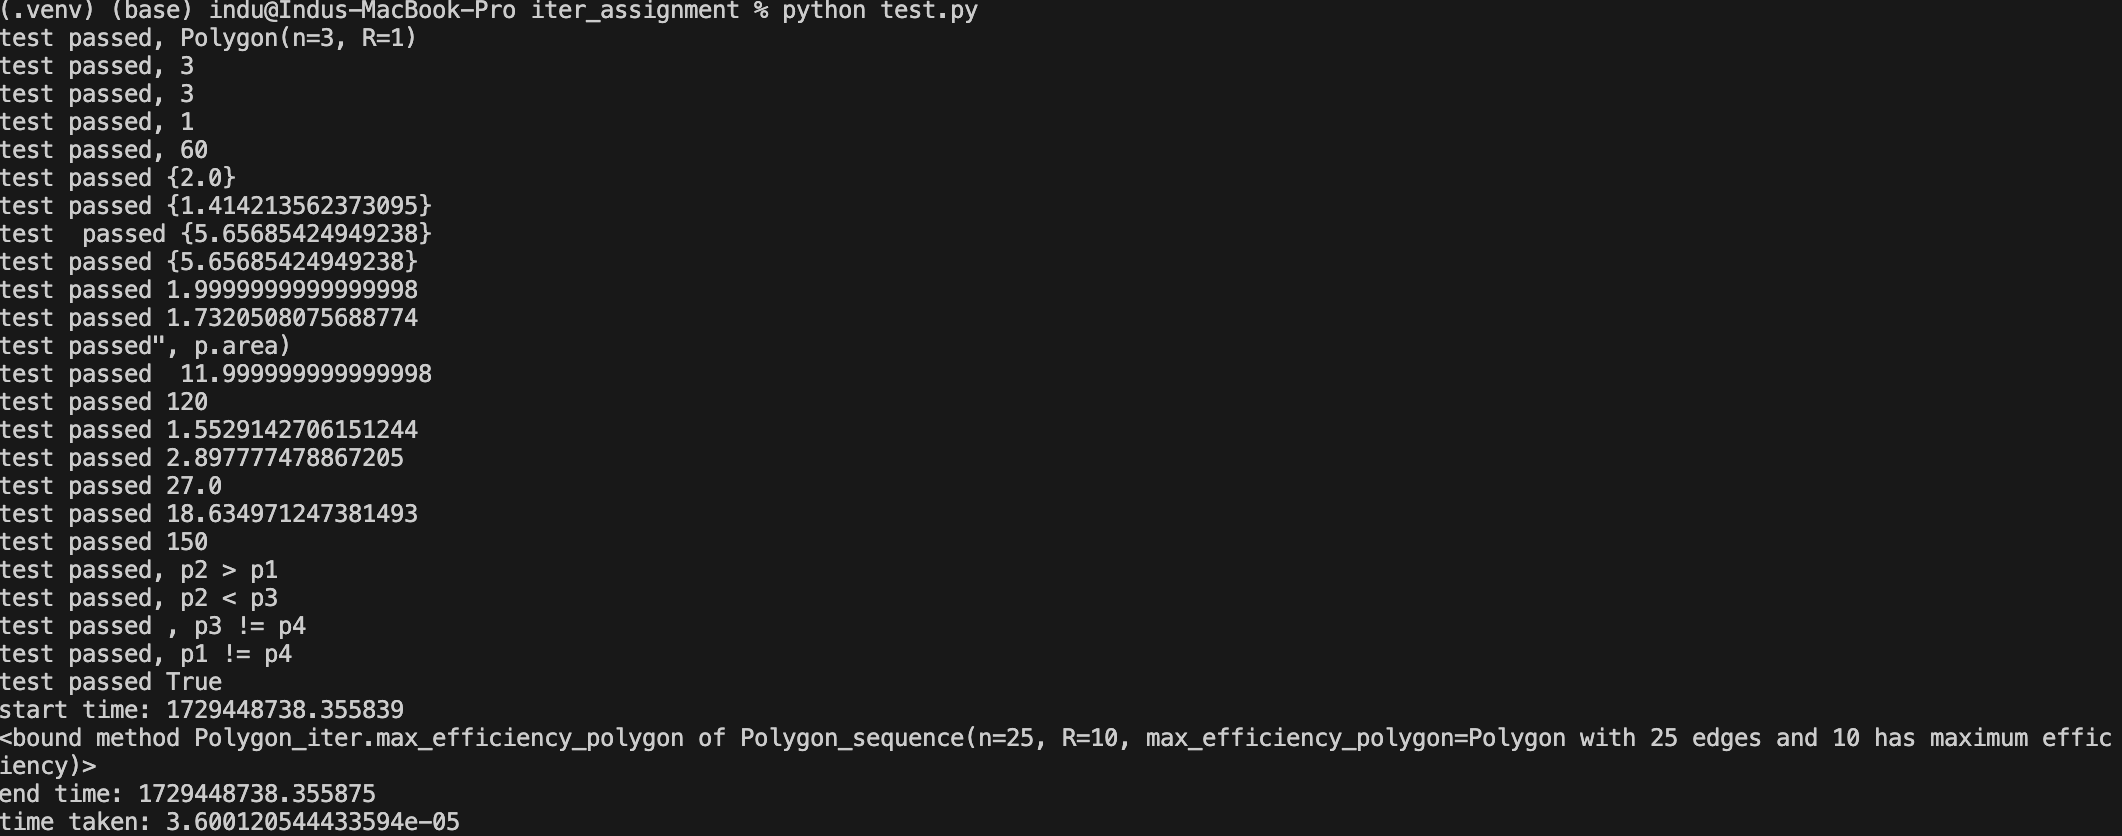 (.venv) (base) indu@Indus-MacBook-Pro iter_assignment % python test.py
test passed, Polygon(n=3, R=1)
test passed, 3
test passed, 3
test passed, 1
test passed, 60
test passed {2.0}
test passed {1.414213562373095}
test  passed {5.65685424949238}
test passed {5.65685424949238}
test passed 1.9999999999999998
test passed 1.7320508075688774
test passed", p.area)
test passed  11.999999999999998
test passed 120
test passed 1.5529142706151244
test passed 2.897777478867205
test passed 27.0
test passed 18.634971247381493
test passed 150
test passed, p2 > p1
test passed, p2 < p3
test passed , p3 != p4
test passed, p1 != p4
test passed True
start time: 1729448738.355839
<bound method Polygon_iter.max_efficiency_polygon of Polygon_sequence(n=25, R=10, max_efficiency_polygon=Polygon with 25 edges and 10 has maximum effic
iency)>
end time: 1729448738.355875
time taken: 3.600120544433594e-05